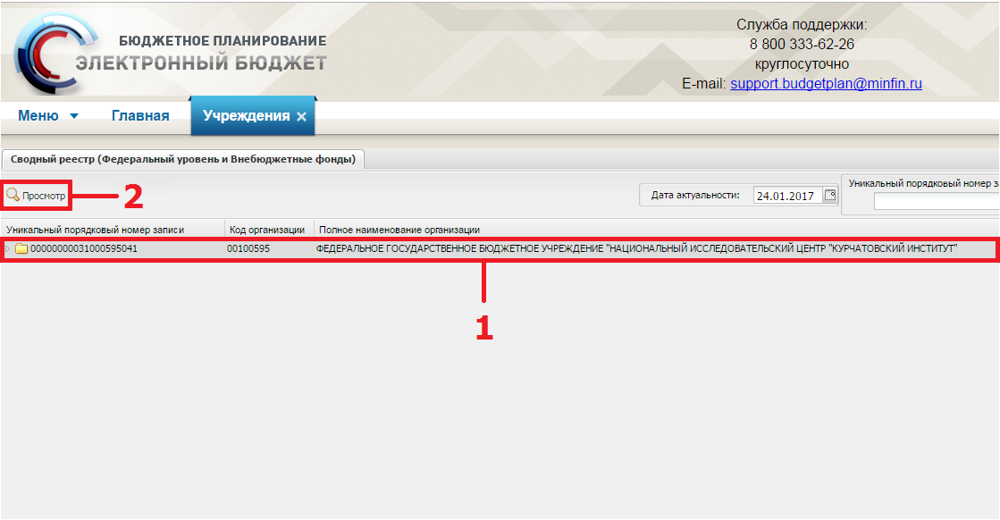 БЮДЖЕТНОЕ ПЛАНИРОВАНИЕ
ЭЛЕКТРОННЫЙ БЮДЖЕТ
Служба поддержки:
8 800 333-62-26
круглосуточно
E-mail: support.budgetplan@minfin.ru
Меню Главная Учреждения
Сводный реестр (Федеральный уровень и Внебюджетные фонды)
Просмотр 2 Дата актуальности: 24.01.2017 Уникальный порядковый номер
Уникальный порядковый номер записи Код организации Полное наименование организации
00000000031000595041 00100595 ФЕДЕРАЛЬНОЕ ГОСУДАРСТВЕННОЕ БЮДЖЕТНОЕ УЧРЕЖДЕНИЕ "НАЦИОНАЛЬНЫЙ ИССЛЕДОВАТЕЛЬСКИЙ ЦЕНТР "КУРЧАТОВСКИЙ ИНСТИТУТ"
1